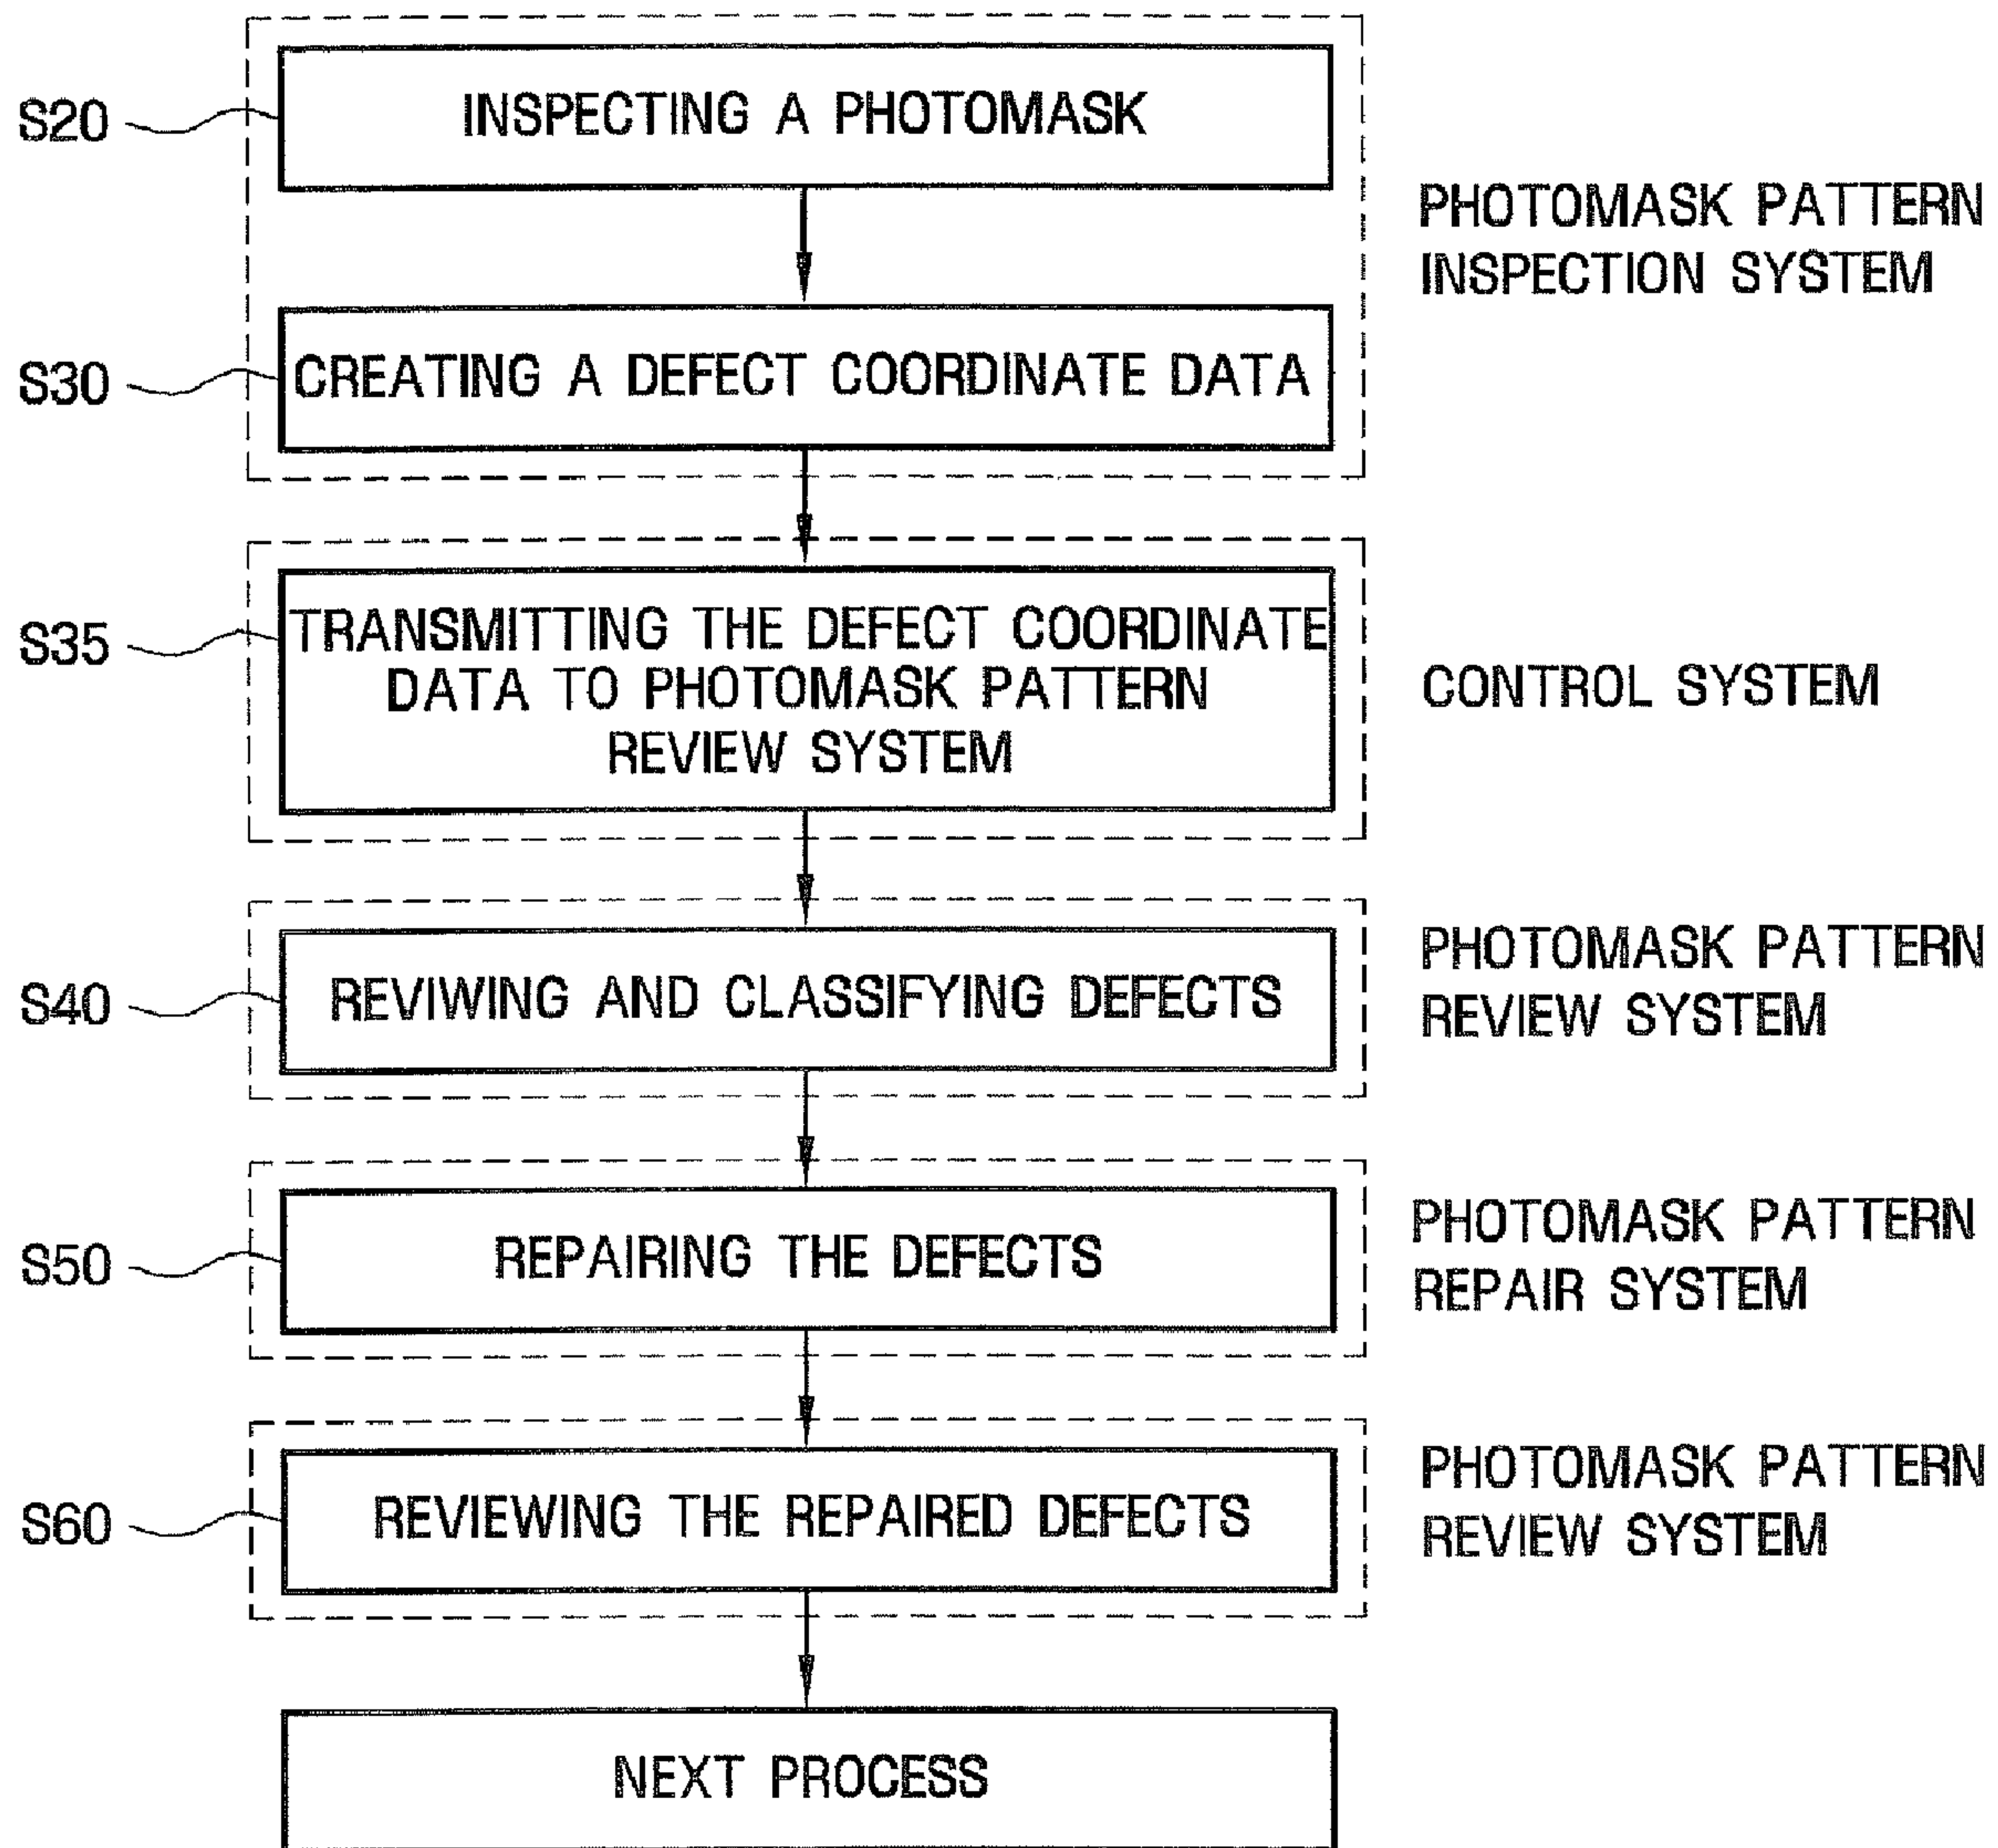 S20
INSPECTING A PHOTOMASK
PHOTOMASK PATTERN
INSPECTION SYSTEM
S30
CREATING A DEFECT COORDINATE DATA
S35
TRANSMITTING THE DEFECT COORDINATE
DATA TO PHOTOMASK PATTERN
REVIEW SYSTEM
CONTROL SYSTEM
S40
REVIWING AND CLASSIFYING DEFECTS
PHOTOMASK PATTERN
REVIEW SYSTEM
S50
REPAIRING THE DEFECTS
PHOTOMASK PATTERN
REPAIR SYSTEM
S60
REVIEWING THE REPAIRED DEFECTS
PHOTOMASK PATTERN
REVIEW SYSTEM
NEXT PROCESS